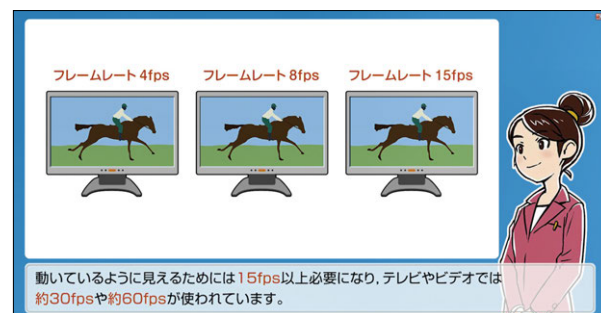 フレームレート 4fps
フレームレート 8fps
フレームレート 15fps
動いているように見えるためには15fps以上必要になり,テレビやビデオでは
約30fpsや約60fpsが使われています。